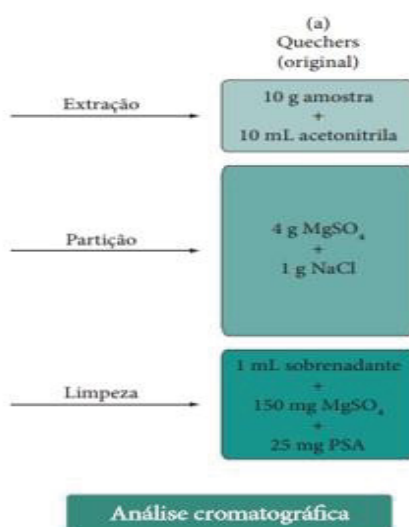 (a)
Quechers
(original)
Extração
10 g amostra
+
10 mL acetonitrila
Partição
4 g MgSO₄
+
1 g NaCl
Limpeza
1 mL sobrenadante
+
150 mg MgSO₄
+
25 mg PSA
Análise cromatográfica